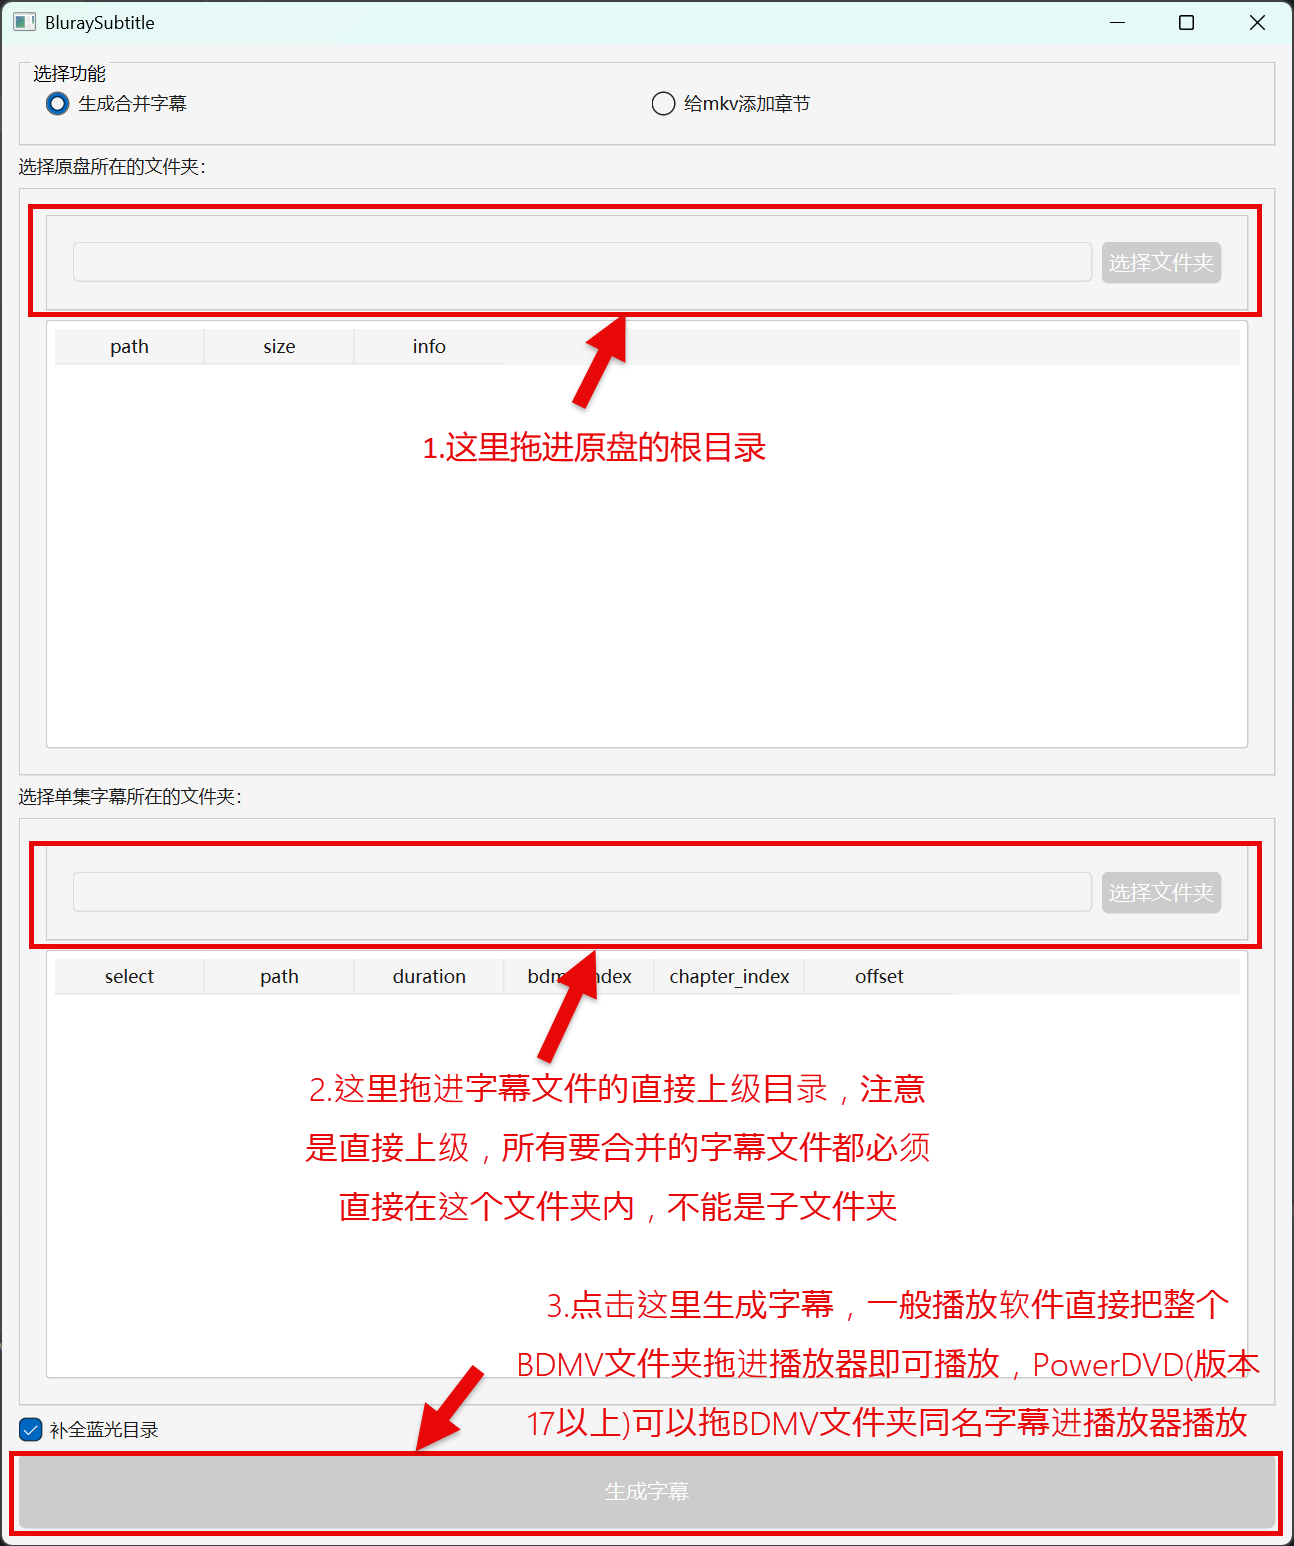 BluraySubtitle
选择功能
生成合并字幕
给mkv添加章节
选择原盘所在的文件夹：
选择文件夹
path size info
1.这里拖进原盘的根目录
选择单集字幕所在的文件夹：
选择文件夹
select path duration chapter_index offset
2.这里拖进字幕文件的直接上级目录，注意
是直接上级，所有要合并的字幕文件都必须
直接在这个文件夹内，不能是子文件夹
3.点击这里生成字幕，一般播放软件直接把整个
BDMV文件夹拖进播放器即可播放，PowerDVD(版本
17以上)可以拖BDMV文件夹同名字幕进播放器播放
补全蓝光目录
生成字幕